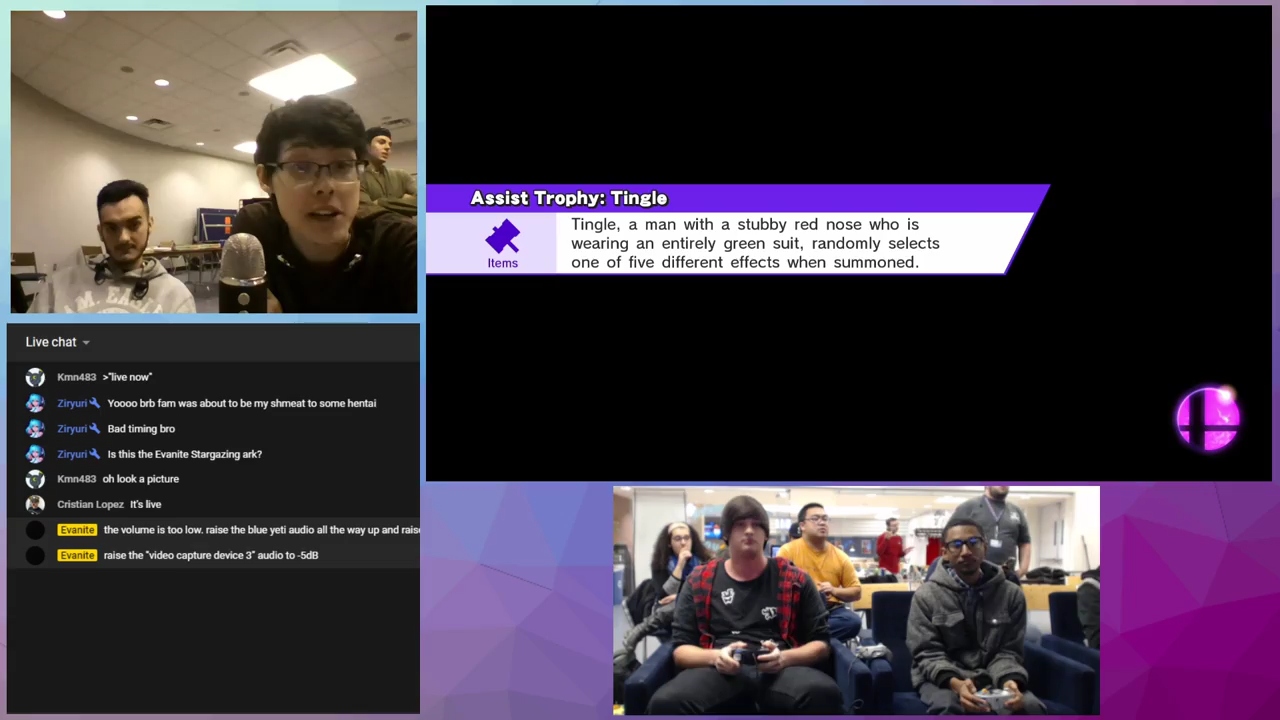 Assist Trophy: Tingle
Items
Tingle, a man with a stubby red nose who is
wearing an entirely green suit, randomly selects
one of five different effects when summoned.
Live chat
Kmn483 >"live now"
Ziryuri Yoooo brb fam was about to be my shmeat to some hentai
Ziryuri Bad timing bro
Ziryuri Is this the Evanite Stargazing ark?
Kmn483 oh look a picture
Cristian Lopez It's live
Evanite the volume is too low. raise the blue yeti audio all the way up and raise
Evanite raise the "video capture device 3" audio to -5dB